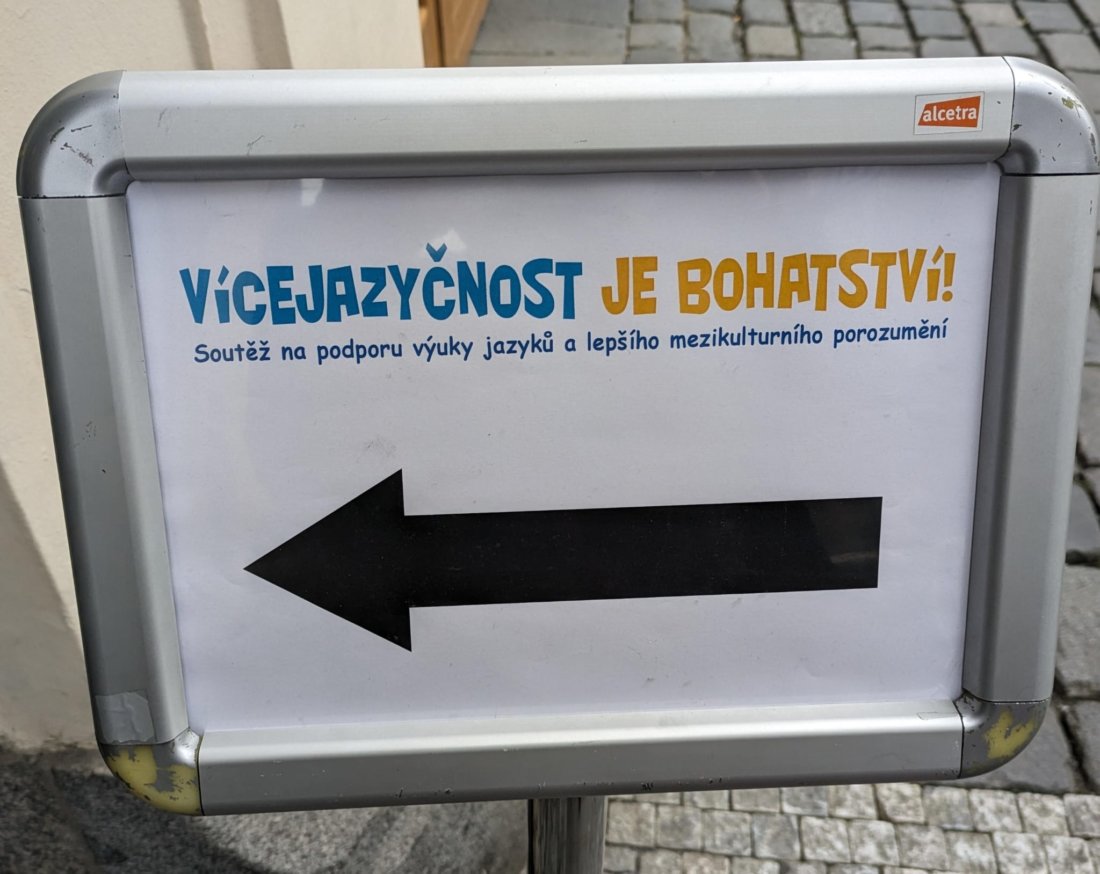 alcetra
VÍCEJAZYČNOST JE BOHATSTVÍ!
Soutěž na podporu výuky jazyků a lepšího mezikulturního porozumění